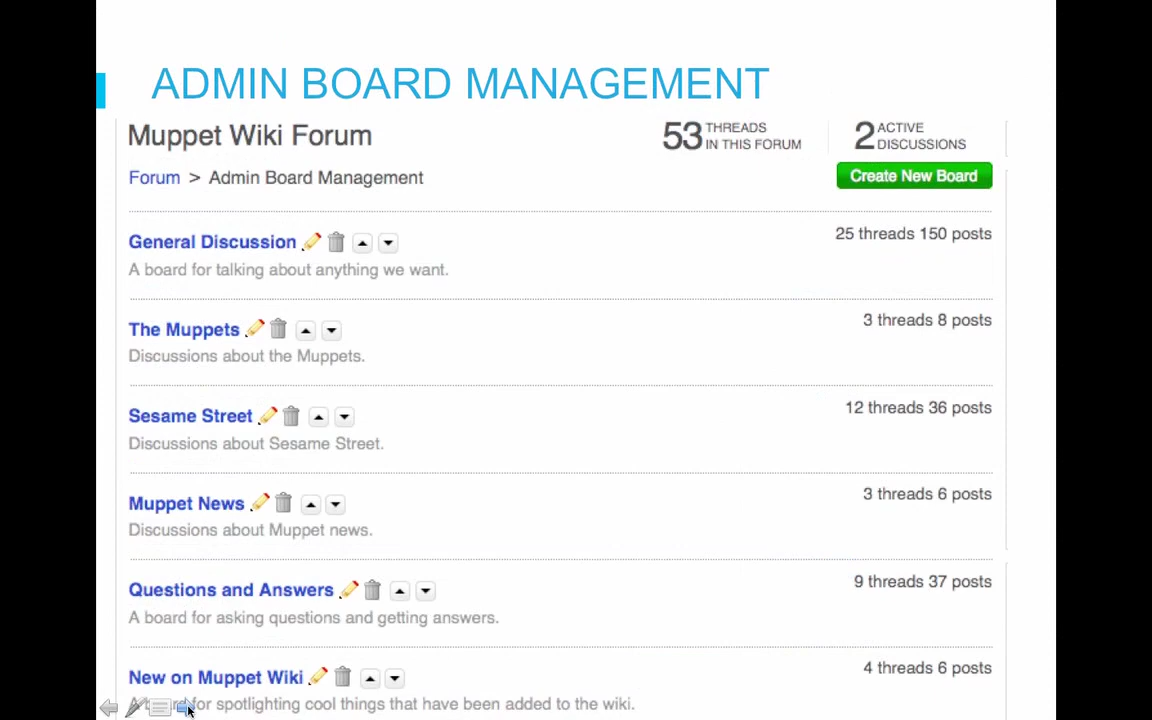 ADMIN BOARD MANAGEMENT
Muppet Wiki Forum
53 THREADS IN THIS FORUM
2 ACTIVE DISCUSSIONS
Forum > Admin Board Management
Create New Board
General Discussion
25 threads 150 posts
A board for talking about anything we want.
The Muppets
3 threads 8 posts
Discussions about the Muppets.
Sesame Street
12 threads 36 posts
Discussions about Sesame Street.
Muppet News
3 threads 6 posts
Discussions about Muppet news.
Questions and Answers
9 threads 37 posts
A board for asking questions and getting answers.
New on Muppet Wiki
4 threads 6 posts
for spotlighting cool things that have been added to the wiki.